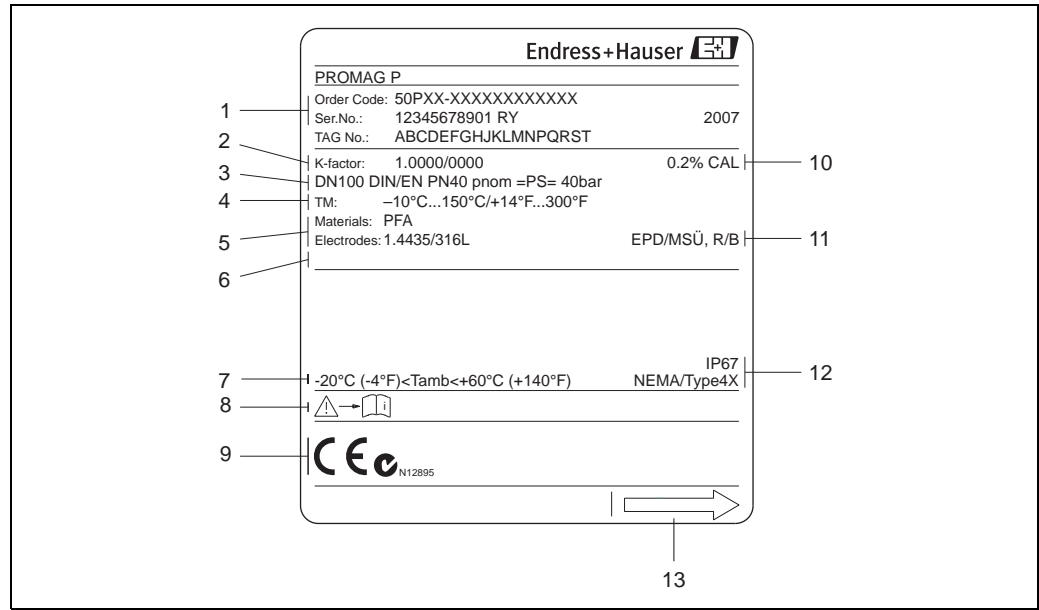 Endress+Hauser
PROMAG P
1 Order Code: 50PXX-XXXXXXXXXXXX
Ser.No.: 12345678901 RY 2007
TAG No.: ABCDEFGHJKLMNPQRST
2 K-factor: 1.0000/0000 0.2% CAL 10
3 DN100 DIN/EN PN40 pnom =PS= 40bar
4 TM: –10°C...150°C/+14°F...300°F
5 Materials: PFA
Electrodes: 1.4435/316L EPD/MSÜ, R/B 11
6
IP67
7 -20°C (-4°F)<Tamb<+60°C (+140°F) NEMA/Type4X 12
8 i
9 CE N12895
13